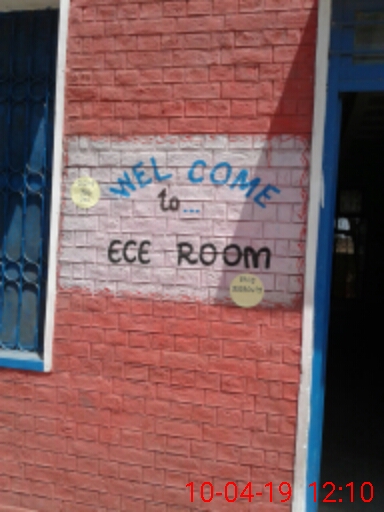 WEL COME
to...
ECE ROOM
10-04-19 12:10